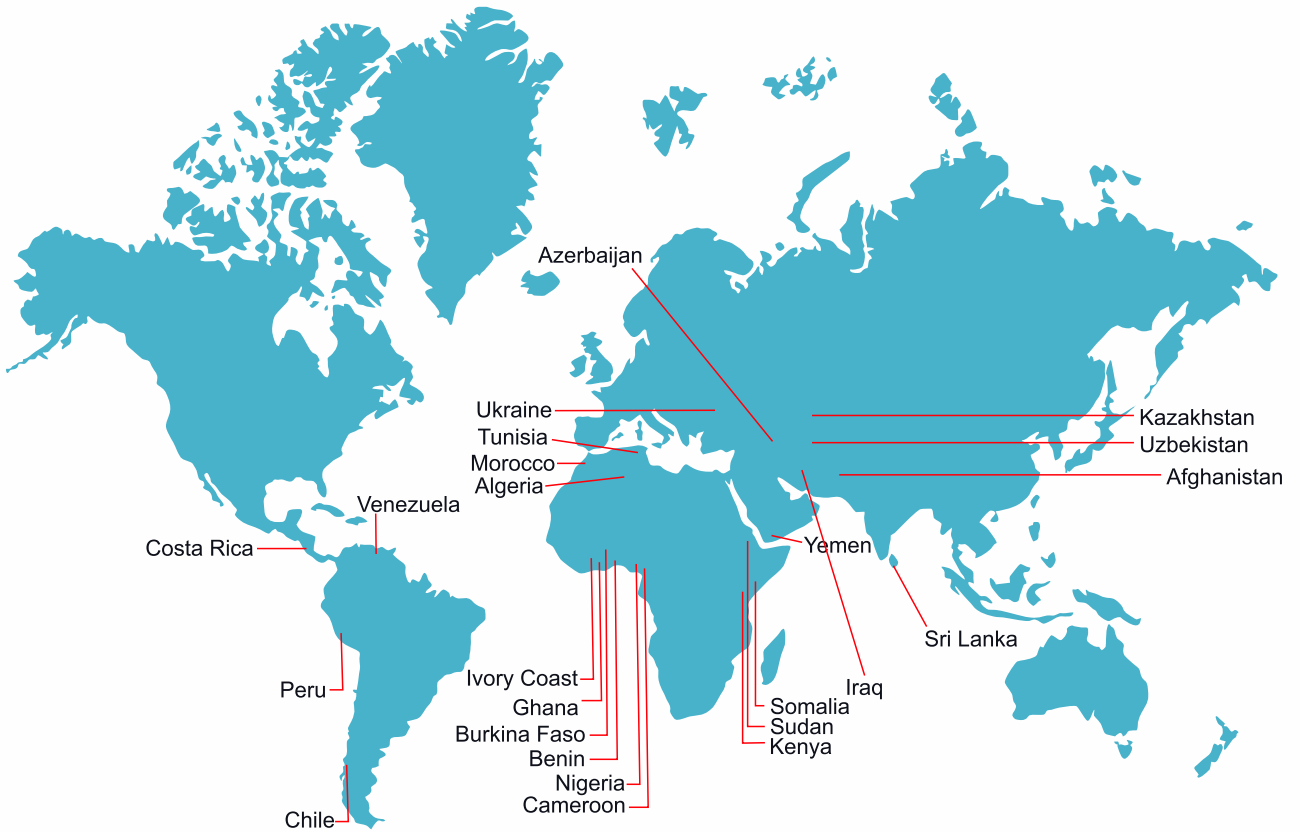 Azerbaijan
Ukraine
Kazakhstan
Tunisia
Uzbekistan
Morocco
Afghanistan
Algeria
Venezuela
Costa Rica
Yemen
Sri Lanka
Ivory Coast
Peru
Iraq
Ghana
Somalia
Sudan
Burkina Faso
Kenya
Benin
Nigeria
Cameroon
Chile